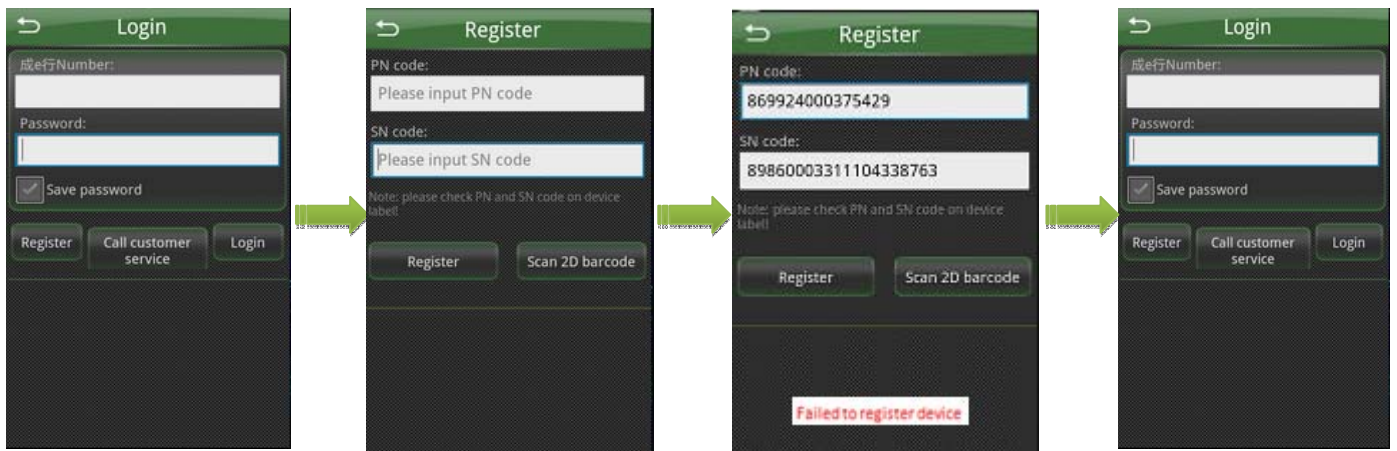 Login
成e行Number:
Password:
Save password
Register
Call customer
service
Login
Register
PN code:
Please input PN code
SN code:
Please input SN code
Note: please check PN and SN code on device
label!
Register
Scan 2D barcode
Register
PN code:
869924000375429
SN code:
89860003311104338763
Note: please check PN and SN code on device
label!
Register
Scan 2D barcode
Failed to register device
Login
成e行Number:
Password:
Save password
Register
Call customer
service
Login